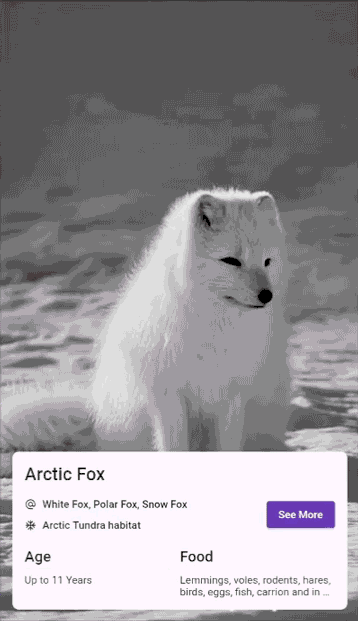 Arctic Fox
White Fox, Polar Fox, Snow Fox
Arctic Tundra habitat
See More
Age
Food
Up to 11 Years
Lemmings, voles, rodents, hares,
birds, eggs, fish, carrion and in ...